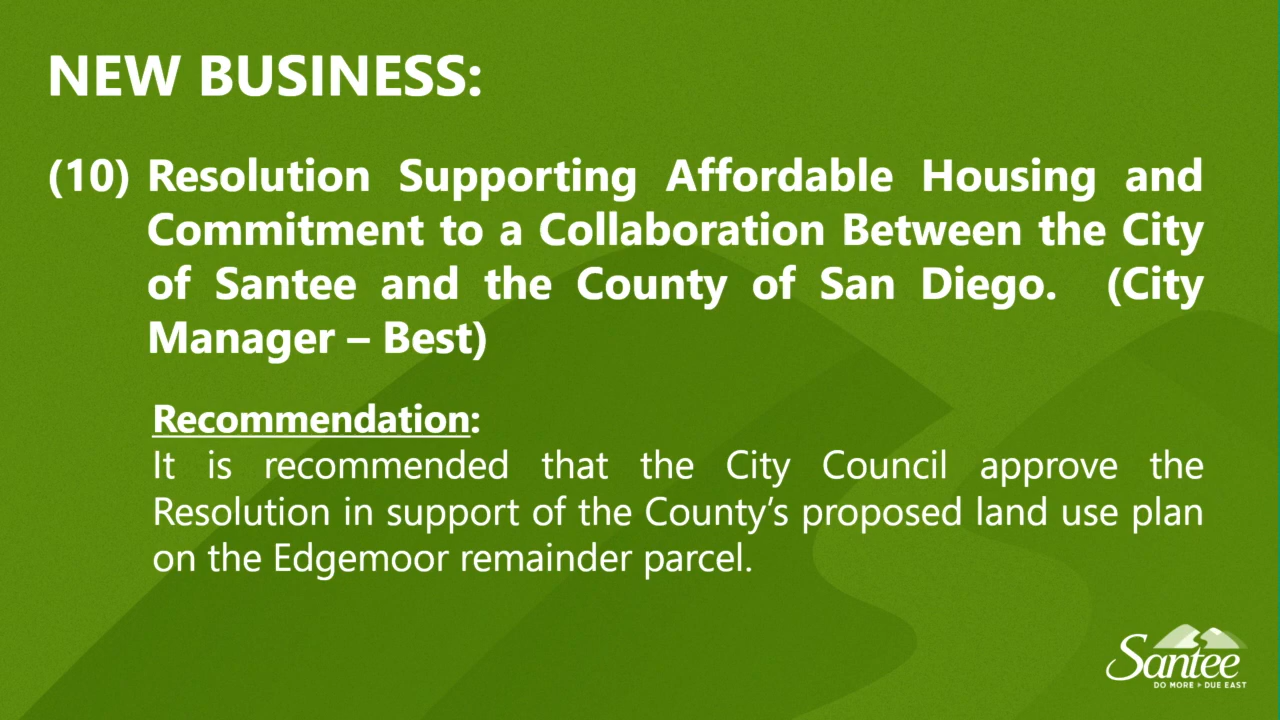 NEW BUSINESS:
(10) Resolution Supporting Affordable Housing and
Commitment to a Collaboration Between the City
of Santee and the County of San Diego. (City
Manager – Best)
Recommendation:
It is recommended that the City Council approve the
Resolution in support of the County’s proposed land use plan
on the Edgemoor remainder parcel.
Santee
DO MORE ▸ DUE EAST